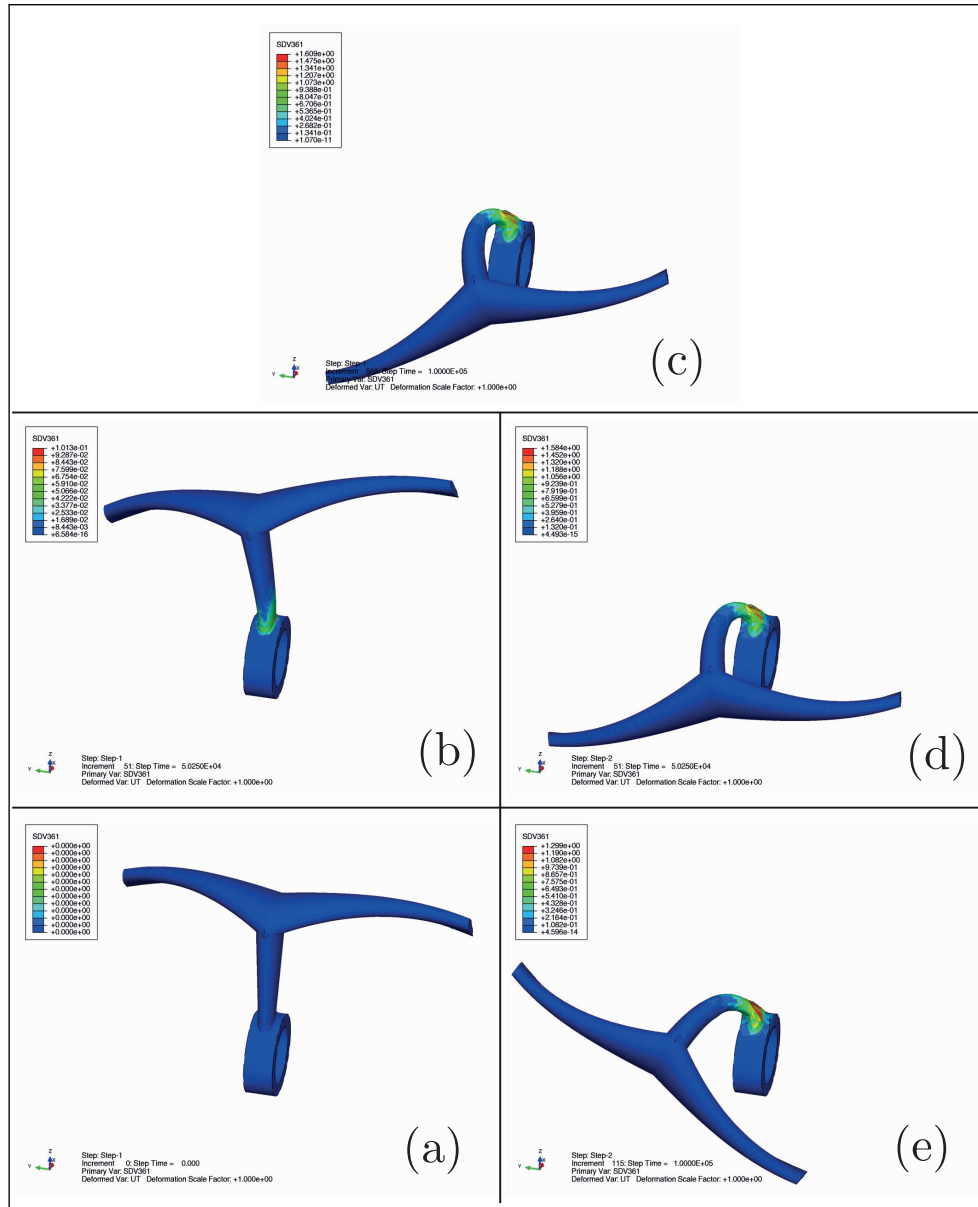 SDV361
+1.609e+00
+1.475e+00
+1.341e+00
+1.207e+00
+1.073e+00
+9.388e-01
+8.047e-01
+6.706e-01
+5.365e-01
+4.024e-01
+2.682e-01
+1.341e-01
+1.070e-11
Z
Y X
Step: Step-1
Increment Step Time = 1.0000E+05
Primary Var: SDV361
Deformed Var: UT Deformation Scale Factor: +1.000e+00
(c)
SDV361
+1.013e-01
+9.287e-02
+8.443e-02
+7.599e-02
+6.754e-02
+5.910e-02
+5.066e-02
+4.222e-02
+3.377e-02
+2.533e-02
+1.689e-02
+8.443e-03
+6.584e-16
Z
Y X
Step: Step-1
Increment 51: Step Time = 5.0250E+04
Primary Var: SDV361
Deformed Var: UT Deformation Scale Factor: +1.000e+00
(b)
SDV361
+1.584e+00
+1.452e+00
+1.320e+00
+1.188e+00
+1.056e+00
+9.239e-01
+7.919e-01
+6.599e-01
+5.279e-01
+3.959e-01
+2.640e-01
+1.320e-01
+4.493e-15
Z
Y X
Step: Step-2
Increment 51: Step Time = 5.0250E+04
Primary Var: SDV361
Deformed Var: UT Deformation Scale Factor: +1.000e+00
(d)
SDV361
+0.000e+00
+0.000e+00
+0.000e+00
+0.000e+00
+0.000e+00
+0.000e+00
+0.000e+00
+0.000e+00
+0.000e+00
+0.000e+00
+0.000e+00
+0.000e+00
+0.000e+00
Z
Y X
Step: Step-1
Increment 0: Step Time = 0.000
Primary Var: SDV361
Deformed Var: UT Deformation Scale Factor: +1.000e+00
(a)
SDV361
+1.299e+00
+1.190e+00
+1.082e+00
+9.739e-01
+8.657e-01
+7.575e-01
+6.493e-01
+5.410e-01
+4.328e-01
+3.246e-01
+2.164e-01
+1.082e-01
+4.596e-14
Z
Y X
Step: Step-2
Increment 115: Step Time = 1.0000E+05
Primary Var: SDV361
Deformed Var: UT Deformation Scale Factor: +1.000e+00
(e)